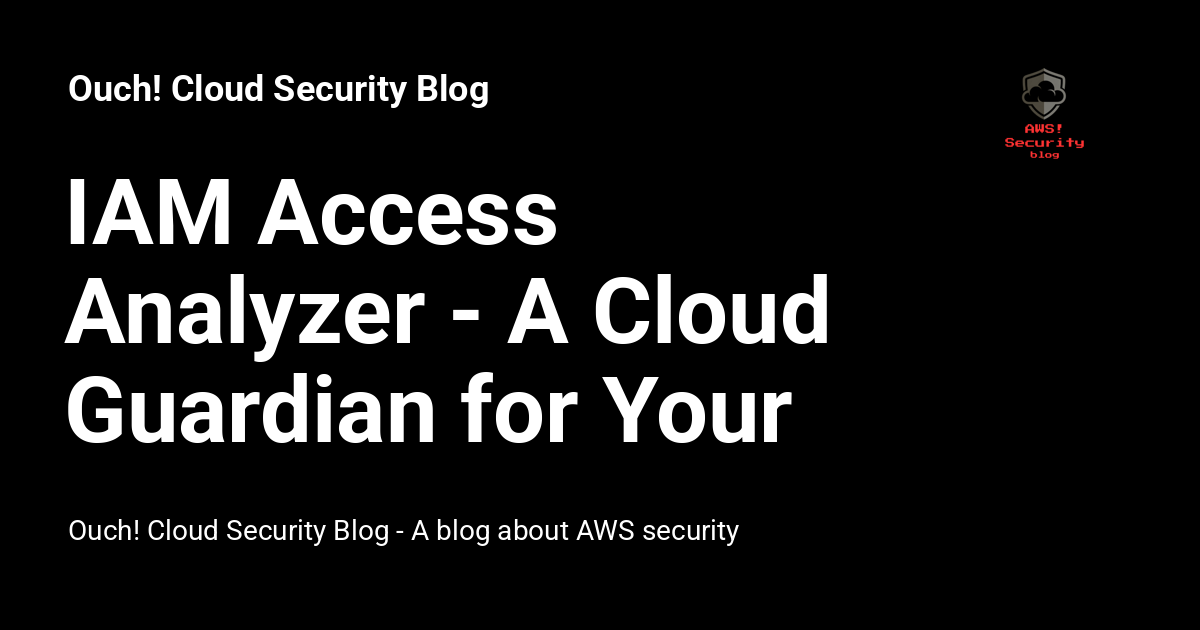 Ouch! Cloud Security Blog
AWS!
Security
blog
IAM Access
Analyzer - A Cloud
Guardian for Your
Ouch! Cloud Security Blog - A blog about AWS security